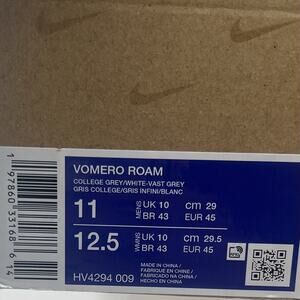 VOMERO ROAM
COLLEGE GREY/WHITE-VAST GREY
GRIS COLLEGE/GRIS INFINI/BLANC
11 MENS UK 10 cm 29
BR 43 EUR 45
12.5 WMNS UK 10 cm 29.5
BR 43 EUR 45
HV4294 009
MADE IN CHINA /
FABRIQUE EN CHINE /
FABRICADO NA CHINA /
HECHO EN CHINA
1 97860 33168 6 14